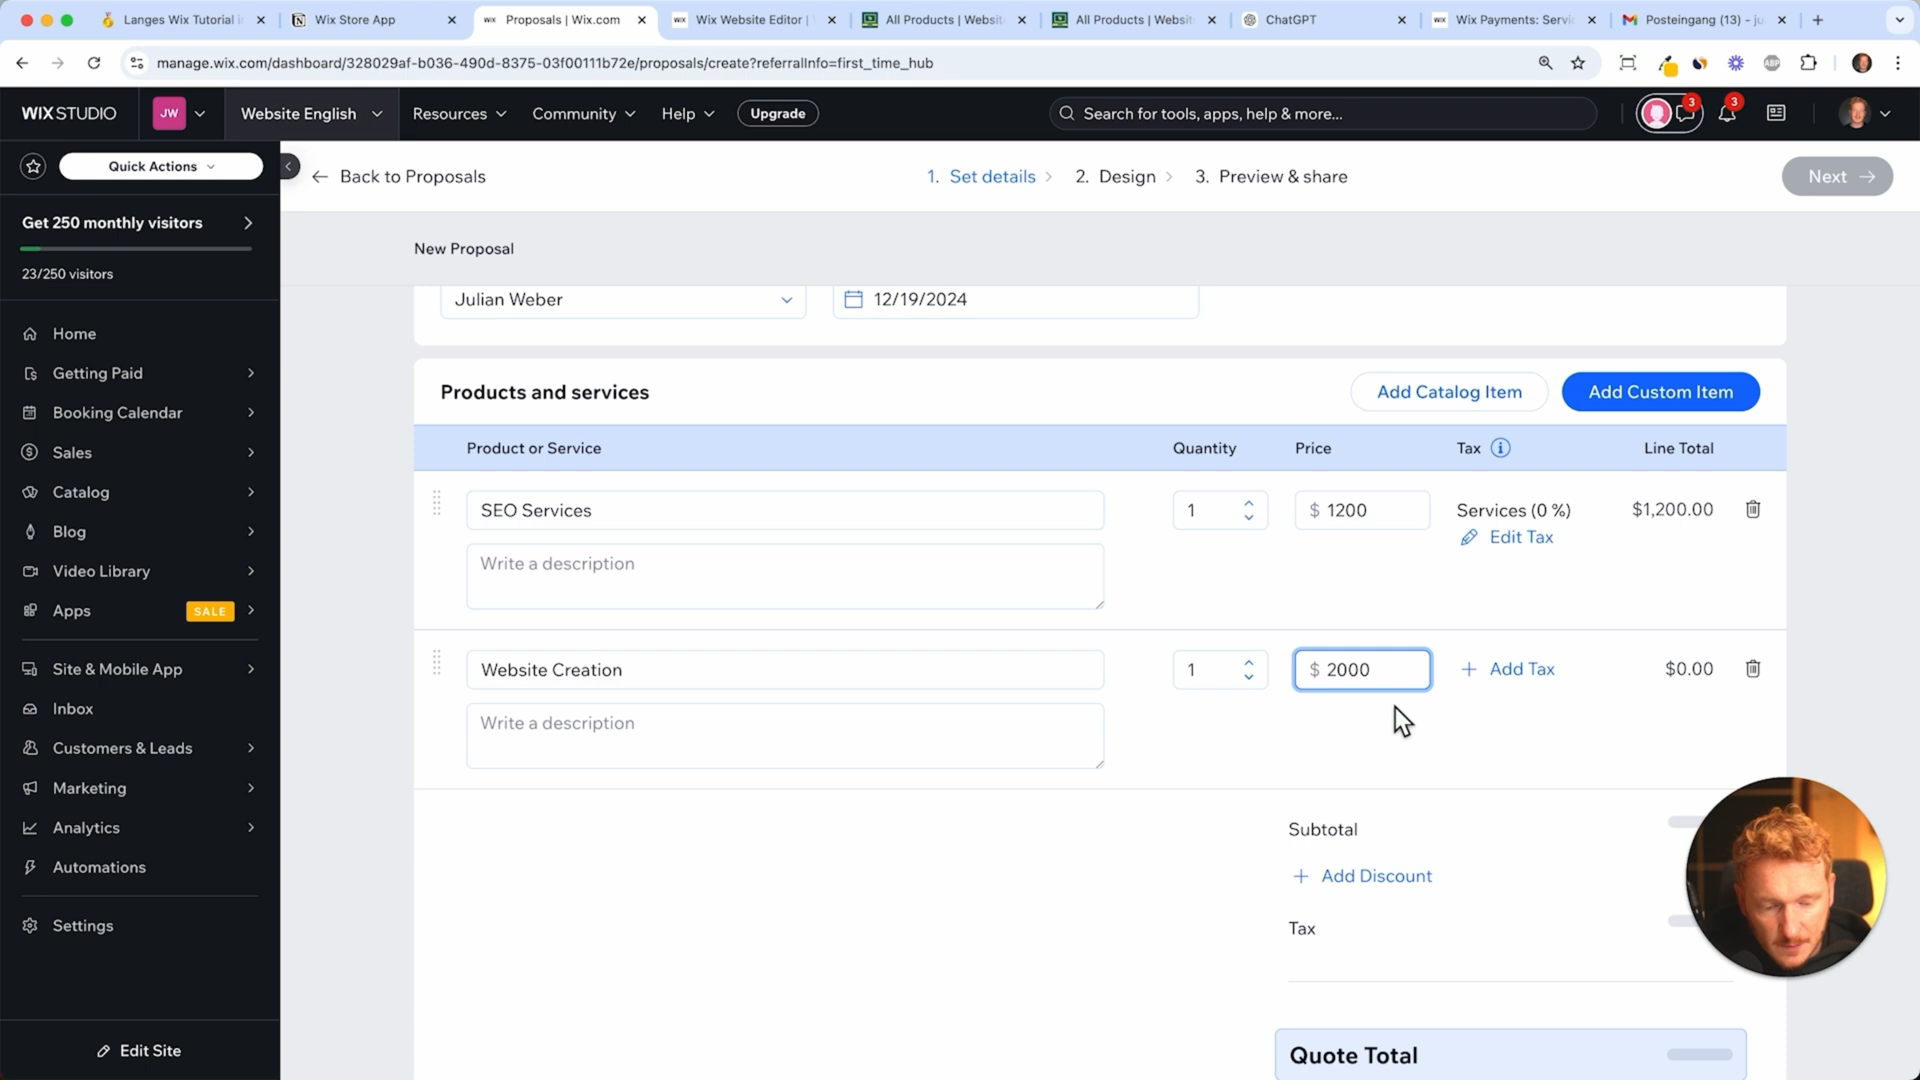 Langes Wix Tutorial i
Wix Store App
Proposals | Wix.com
Wix Website Editor |
All Products | Websit
All Products | Websit
ChatGPT
Wix Payments: Servi
Posteingang (13) - ju
manage.wix.com/dashboard/328029af-b036-490d-8375-03f00111b72e/proposals/create?referralInfo=first_time_hub
WIX STUDIO
JW
Website English
Resources
Community
Help
Upgrade
Search for tools, apps, help & more...
3
3
Quick Actions
Back to Proposals
1. Set details
2. Design
3. Preview & share
Next
Get 250 monthly visitors
23/250 visitors
New Proposal
Julian Weber
12/19/2024
Home
Getting Paid
Booking Calendar
Sales
Catalog
Blog
Video Library
Apps SALE
Site & Mobile App
Inbox
Customers & Leads
Marketing
Analytics
Automations
Settings
Edit Site
Products and services
Add Catalog Item
Add Custom Item
Product or Service Quantity Price Tax Line Total
SEO Services 1 $ 1200 Services (0 %) $1,200.00
Edit Tax
Write a description
Website Creation 1 $ 2000 + Add Tax $0.00
Write a description
Subtotal
+ Add Discount
Tax
Quote Total